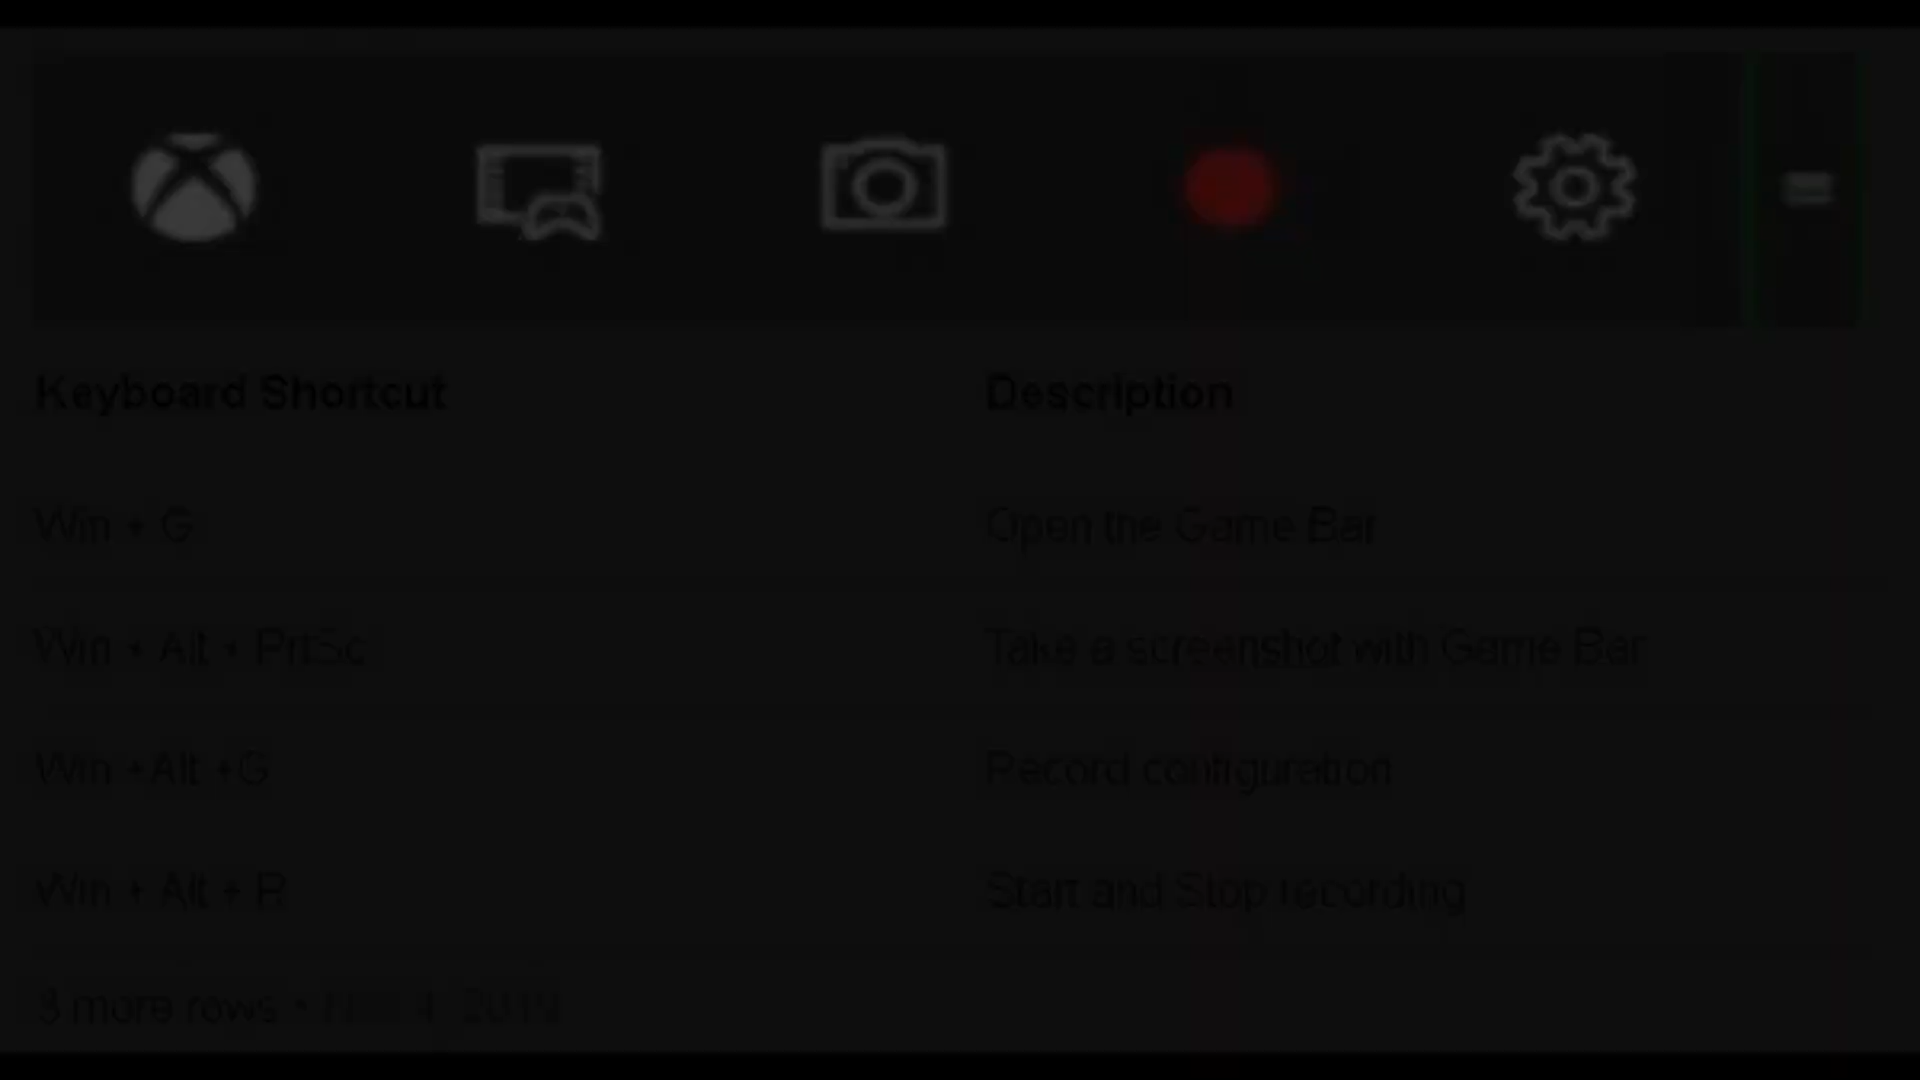 Keyboard Shortcut Description
Win + G Open the Game Bar
Win + Alt + PrtSc Take a screenshot with Game Bar
Win +Alt +G Record configuration
Win + Alt + R Start and Stop recording
more rows •